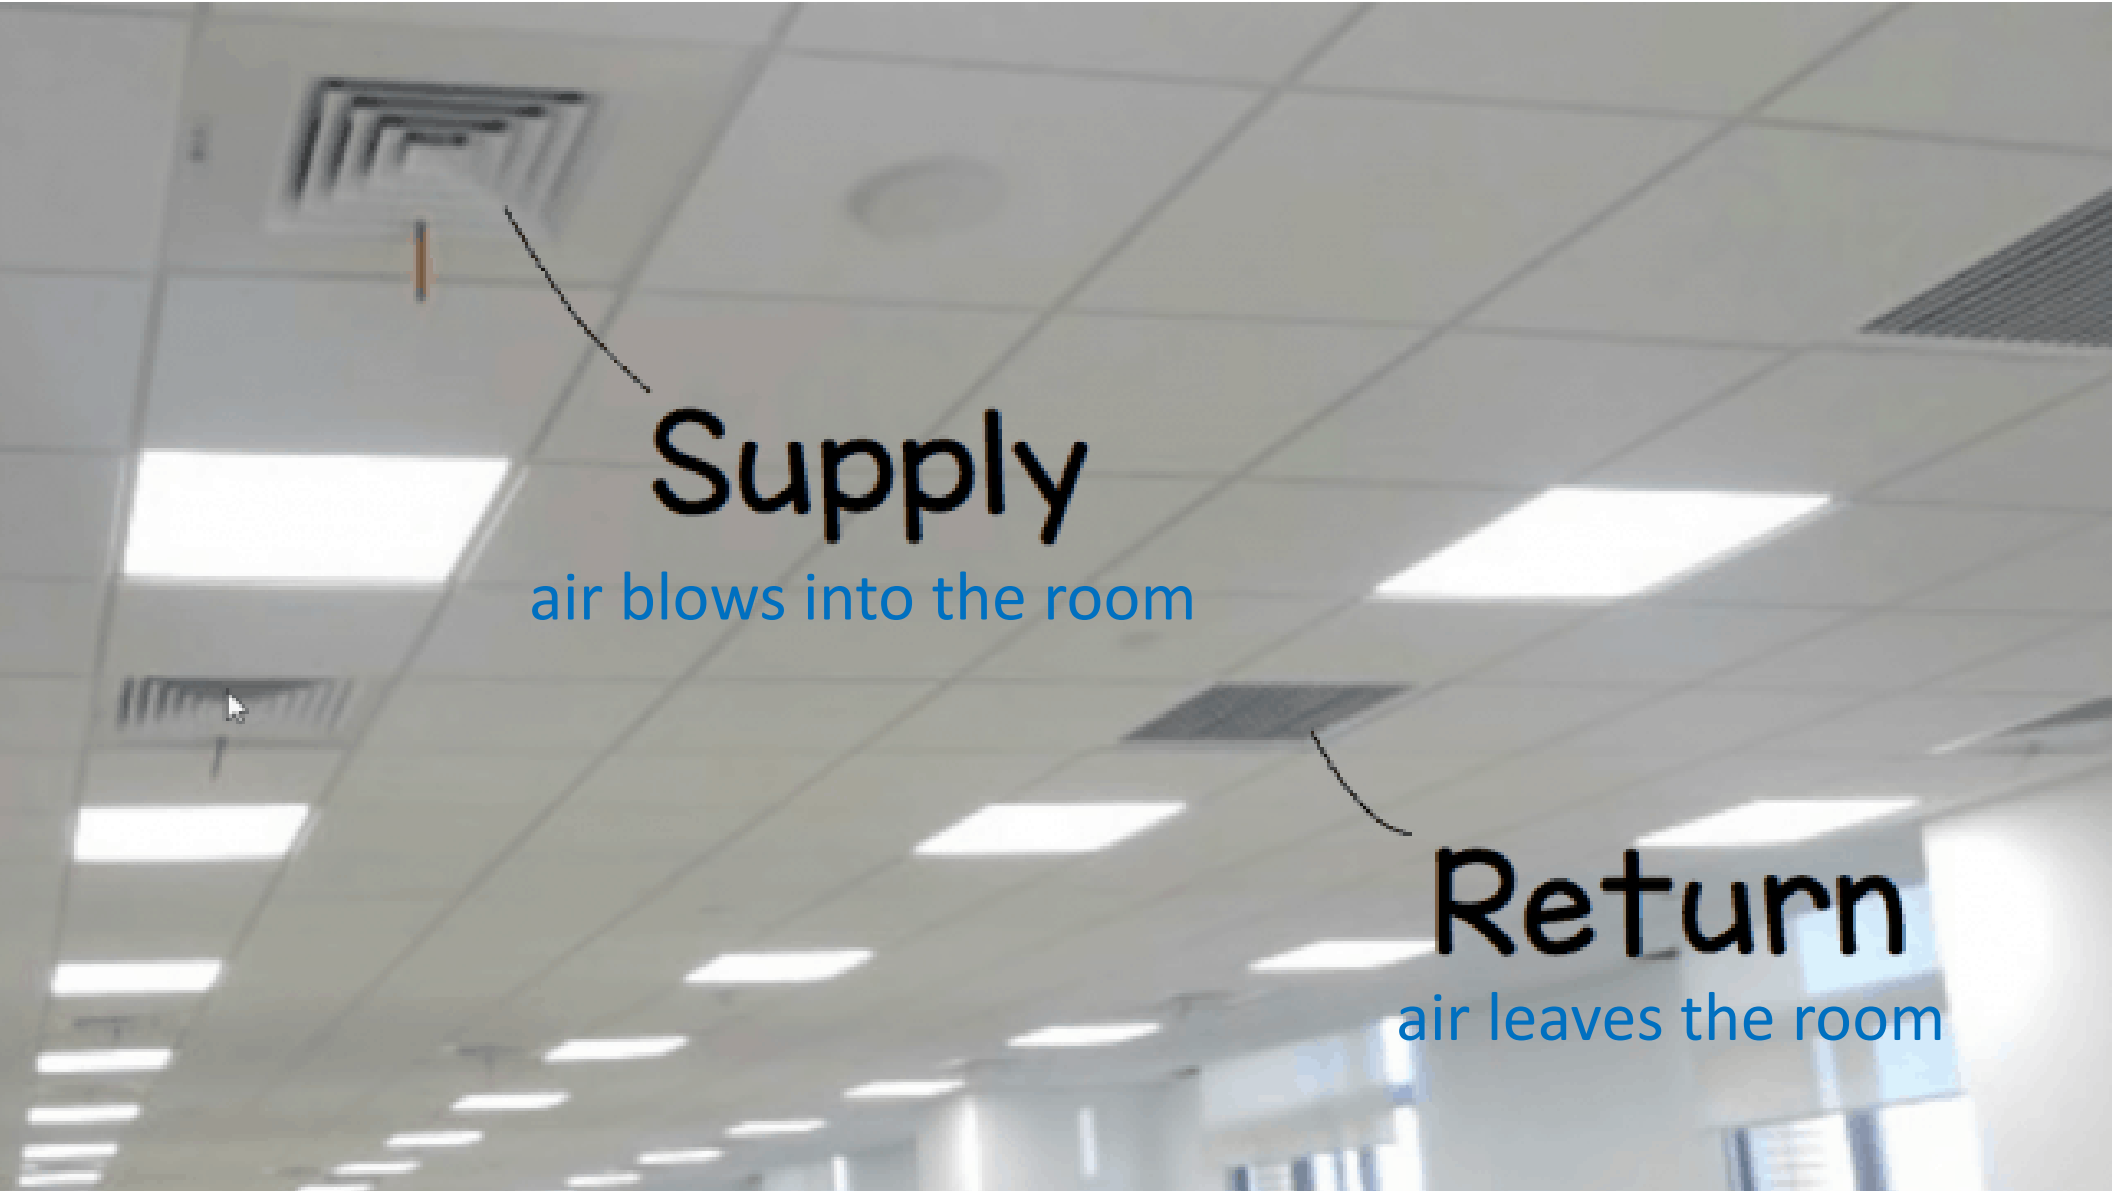 Supply
air blows into the room
Return
air leaves the room